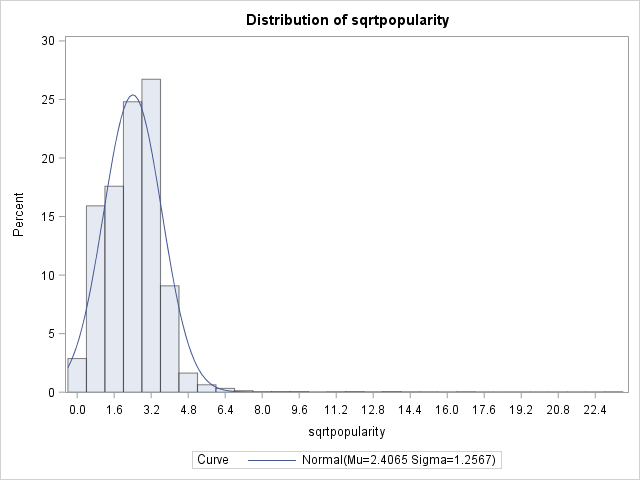 Distribution of sqrtpopularity
30
25
20
15
10
5
0
Percent
0.0 1.6 3.2 4.8 6.4 8.0 9.6 11.2 12.8 14.4 16.0 17.6 19.2 20.8 22.4
sqrtpopularity
Curve Normal(Mu=2.4065 Sigma=1.2567)